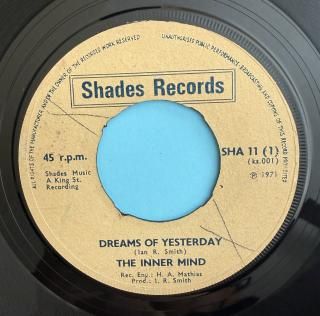 ALL RIGHTS OF THE MANUFACTURER AND THE OWNER OF THE RECORDED WORK RESERVED. UNAUTHORISED PUBLIC PERFORMANCE, BROADCASTING AND COPYING OF THIS RECORD PROHIBITED
Shades Records
45 r.p.m.
SHA 11 (1)
(ks.001)
Shades Music
A King St.
Recording
℗ 1971
DREAMS OF YESTERDAY
(Ian R. Smith)
THE INNER MIND
Rec. Eng.: H. A. Mathias
Prod.: I. R. Smith